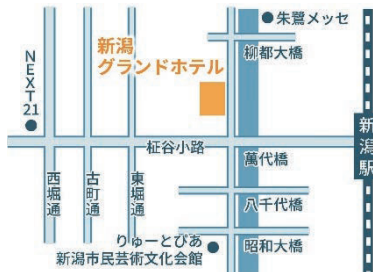 朱鷺メッセ
新潟
グランドホテル
柳都大橋
NEXT21
柾谷小路
萬代橋
新潟駅
西堀通
古町通
東堀通
八千代橋
りゅーとぴあ
新潟市民芸術文化会館
昭和大橋